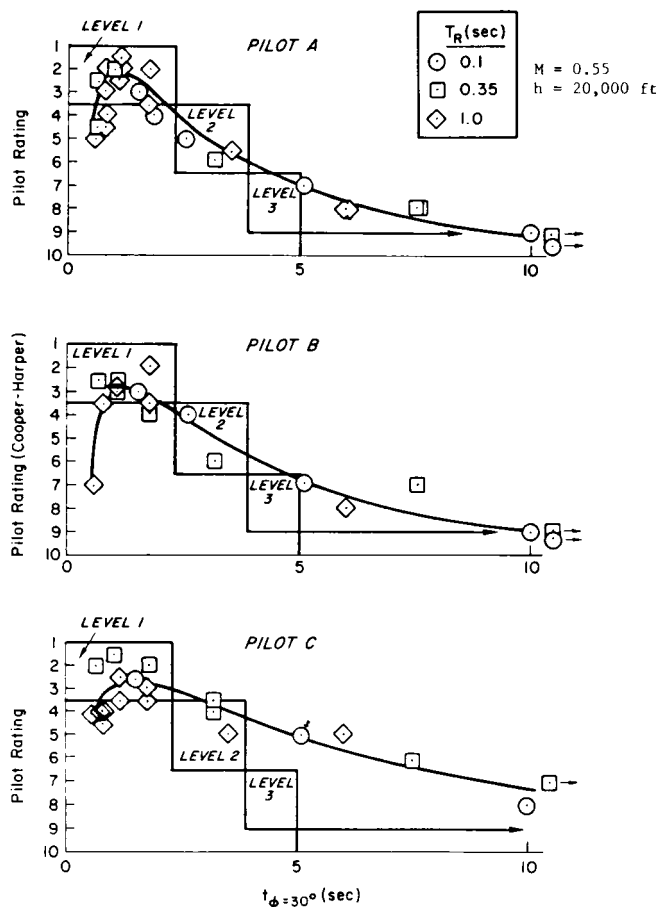 LEVEL 1
PILOT A
T_R (sec)
0.1
0.35
1.0
M = 0.55
h = 20,000 ft
Pilot Rating
1
2
3
4
5
6
7
8
9
10
LEVEL
2
LEVEL
3
0
5
10
LEVEL 1
PILOT B
Pilot Rating (Cooper-Harper)
1
2
3
4
5
6
7
8
9
10
LEVEL
2
LEVEL
3
0
5
10
LEVEL 1
PILOT C
Pilot Rating
1
2
3
4
5
6
7
8
9
10
LEVEL 2
LEVEL
3
0
5
10
t_ϕ=30° (sec)